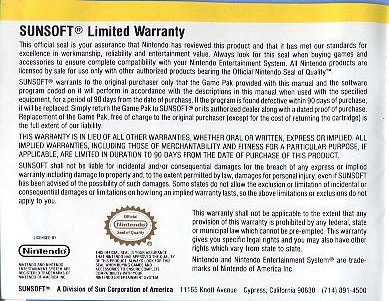 SUNSOFT® Limited Warranty
This official seal is your assurance that Nintendo has reviewed this product and that it has met our standards for
excellence in workmanship, reliability and entertainment value. Always look for this seal when buying games and
accessories to ensure complete compatibility with your Nintendo Entertainment System. All Nintendo products are
licensed by sale for use only with other authorized products bearing the Official Nintendo Seal of Quality™.
SUNSOFT® warrants to the original purchaser only that the Game Pak provided with this manual and the software
program coded on it will perform in accordance with the descriptions in this manual when used with the specified
equipment, for a period of 90 days from the date of purchase. If the program is found defective within 90 days of purchase,
it will be replaced. Simply return the Game Pak to SUNSOFT® or its authorized dealer along with a dated proof of purchase.
Replacement of the Game Pak, free of charge to the original purchaser (except for the cost of returning the cartridge) is
the full extent of our liability.
THIS WARRANTY IS IN LIEU OF ALL OTHER WARRANTIES, WHETHER ORAL OR WRITTEN, EXPRESS OR IMPLIED. ALL
IMPLIED WARRANTIES, INCLUDING THOSE OF MERCHANTABILITY AND FITNESS FOR A PARTICULAR PURPOSE, IF
APPLICABLE, ARE LIMITED IN DURATION TO 90 DAYS FROM THE DATE OF PURCHASE OF THIS PRODUCT.
SUNSOFT shall not be liable for incidental and/or consequential damages for the breach of any express or implied
warranty including damage to property and, to the extent permitted by law, damages for personal injury, even if SUNSOFT
has been advised of the possibility of such damages. Some states do not allow the exclusion or limitation of incidental or
consequential damages or limitations on how long an implied warranty lasts, so the above limitations or exclusions do not
apply to you.
This warranty shall not be applicable to the extent that any
provision of this warranty is prohibited by any federal, state
or municipal law which cannot be pre-empted. This warranty
gives you specific legal rights and you may also have other
rights which vary from state to state.
Nintendo and Nintendo Entertainment System® are trade-
marks of Nintendo of America Inc.
LICENSED BY
Nintendo
NINTENDO AND NINTENDO
ENTERTAINMENT SYSTEM ARE
REGISTERED TRADEMARKS OF
NINTENDO OF AMERICA INC.
Official
Nintendo
Seal of Quality
THIS OFFICIAL SEAL IS YOUR ASSURANCE
THAT NINTENDO HAS APPROVED THE QUALITY
OF THIS PRODUCT. ALWAYS LOOK FOR THIS
SEAL WHEN BUYING GAMES AND
ACCESSORIES TO ENSURE COMPLETE
COMPATIBILITY WITH YOUR
NINTENDO ENTERTAINMENT SYSTEM.
SUNSOFT® A Division of Sun Corporation of America 11165 Knott Avenue Cypress, California 90630 (714) 891-4500